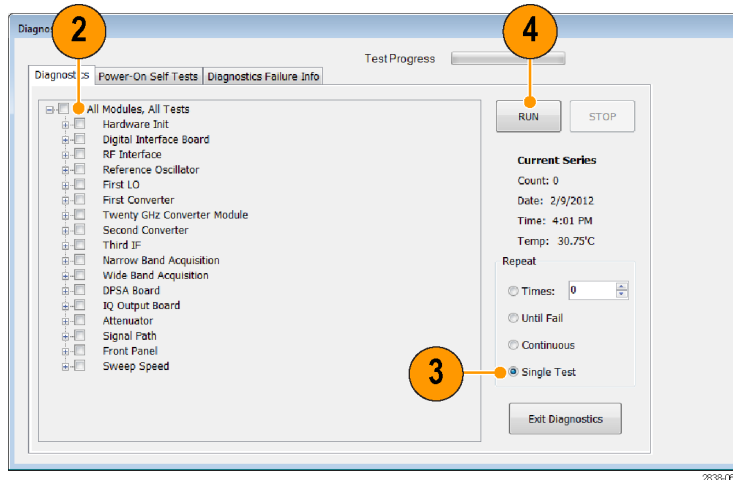 Diagnos
2
4
Test Progress
Diagnostics Power-On Self Tests Diagnostics Failure Info
All Modules, All Tests
Hardware Init
Digital Interface Board
RF Interface
Reference Oscillator
First LO
First Converter
Twenty GHz Converter Module
Second Converter
Third IF
Narrow Band Acquisition
Wide Band Acquisition
DPSA Board
IQ Output Board
Attenuator
Signal Path
Front Panel
Sweep Speed
RUN STOP
Current Series
Count: 0
Date: 2/9/2012
Time: 4:01 PM
Temp: 30.75'C
Repeat
Times: 0
Until Fail
Continuous
3
Single Test
Exit Diagnostics